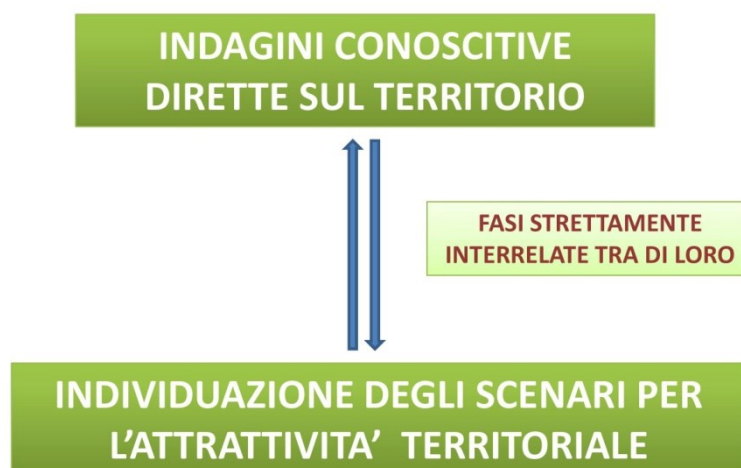 INDAGINI CONOSCITIVE
DIRETTE SUL TERRITORIO
FASI STRETTAMENTE
INTERRELATE TRA DI LORO
INDIVIDUAZIONE DEGLI SCENARI PER
L’ATTRATTIVITA’ TERRITORIALE